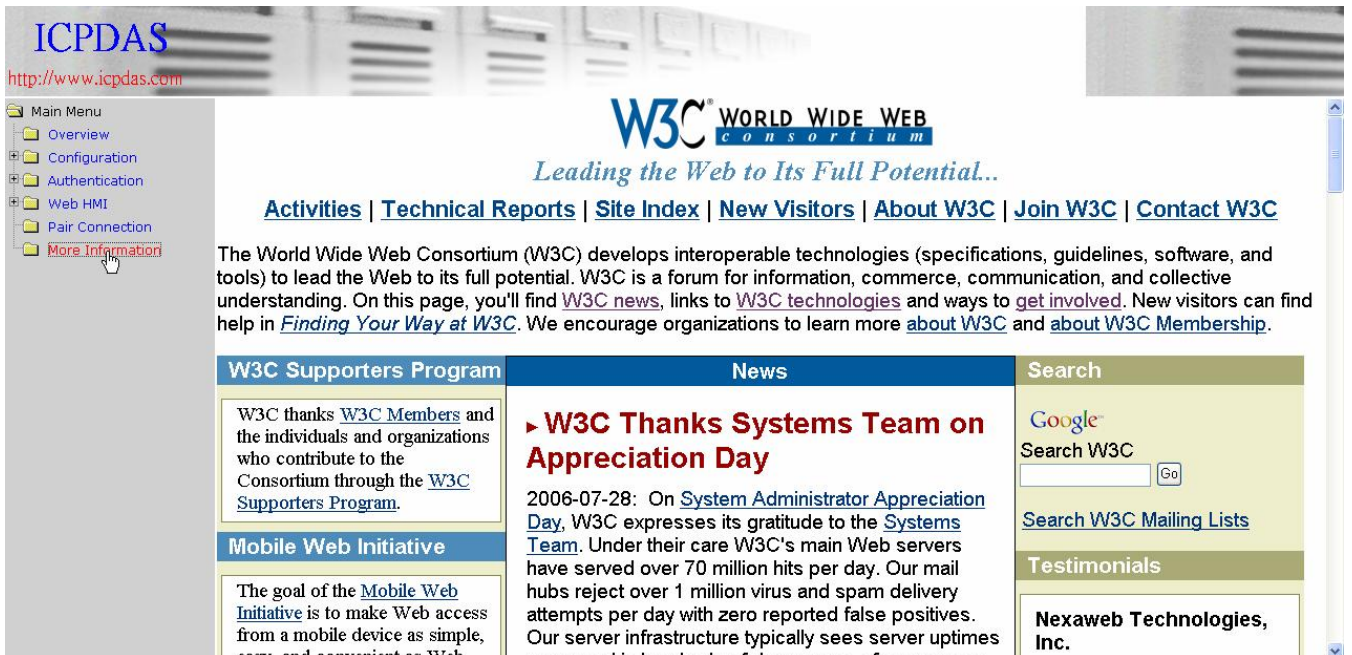 ICPDAS
http://www.icpdas.com
Main Menu
Overview
Configuration
Authentication
Web HMI
Pair Connection
More Information
W3C® WORLD WIDE WEB
consortium
Leading the Web to Its Full Potential...
Activities | Technical Reports | Site Index | New Visitors | About W3C | Join W3C | Contact W3C
The World Wide Web Consortium (W3C) develops interoperable technologies (specifications, guidelines, software, and
tools) to lead the Web to its full potential. W3C is a forum for information, commerce, communication, and collective
understanding. On this page, you'll find W3C news, links to W3C technologies and ways to get involved. New visitors can find
help in Finding Your Way at W3C. We encourage organizations to learn more about W3C and about W3C Membership.
W3C Supporters Program
W3C thanks W3C Members and
the individuals and organizations
who contribute to the
Consortium through the W3C
Supporters Program.
Mobile Web Initiative
The goal of the Mobile Web
Initiative is to make Web access
from a mobile device as simple,
News
▸ W3C Thanks Systems Team on
Appreciation Day
2006-07-28: On System Administrator Appreciation
Day, W3C expresses its gratitude to the Systems
Team. Under their care W3C's main Web servers
have served over 70 million hits per day. Our mail
hubs reject over 1 million virus and spam delivery
attempts per day with zero reported false positives.
Our server infrastructure typically sees server uptimes
Search
Google™
Search W3C
Go
Search W3C Mailing Lists
Testimonials
Nexaweb Technologies,
Inc.